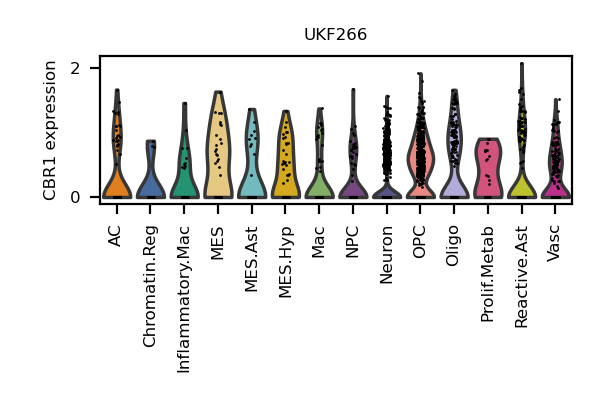 UKF266
CBR1 expression
2
0
AC
Chromatin.Reg
Inflammatory.Mac
MES
MES.Ast
MES.Hyp
Mac
NPC
Neuron
OPC
Oligo
Prolif.Metab
Reactive.Ast
Vasc